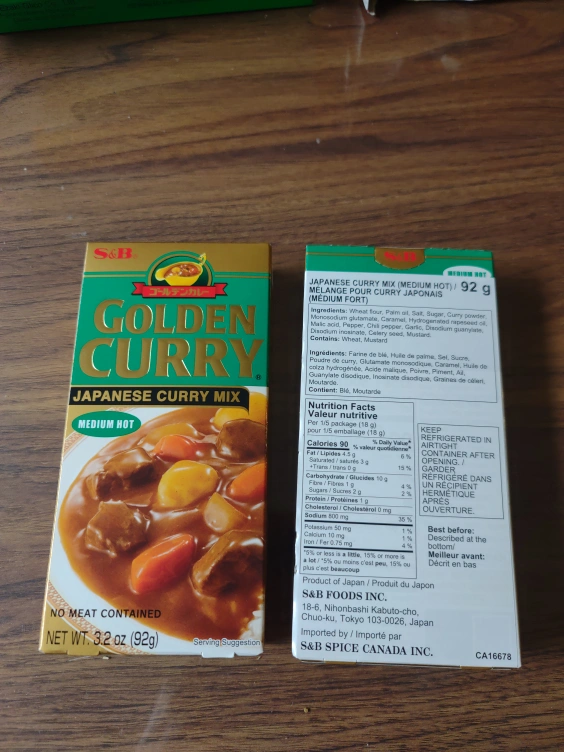 S&B
ゴールデンカレー
GOLDEN
CURRY
JAPANESE CURRY MIX
MEDIUM HOT
NO MEAT CONTAINED
NET WT. 3.2 oz (92g)
Serving Suggestion
S&B
MEDIUM HOT
JAPANESE CURRY MIX (MEDIUM HOT) / 92 g
MÉLANGE POUR CURRY JAPONAIS
(MÉDIUM FORT)
Ingredients: Wheat flour, Palm oil, Salt, Sugar, Curry powder,
Monosodium glutamate, Caramel, Hydrogenated rapeseed oil,
Malic acid, Pepper, Chili pepper, Garlic, Disodium guanylate,
Disodium inosinate, Celery seed, Mustard.
Contains: Wheat, Mustard
Ingrédients: Farine de blé, Huile de palme, Sel, Sucre,
Poudre de curry, Glutamate monosodique, Caramel, Huile de
colza hydrogénée, Acide malique, Poivre, Piment, Ail,
Guanylate disodique, Inosinate disodique, Graines de céleri,
Moutarde.
Contient: Blé, Moutarde
Nutrition Facts
Valeur nutritive
Per 1/5 package (18 g)
pour 1/5 emballage (18 g)
Calories 90 % Daily Value*
% valeur quotidienne*
Fat / Lipides 4.5 g 6 %
Saturated / saturés 3 g
+Trans / trans 0 g 15 %
Carbohydrate / Glucides 10 g
Fibre / Fibres 1 g 4 %
Sugars / Sucres 2 g 2 %
Protein / Protéines 1 g
Cholesterol / Cholestérol 0 mg
Sodium 800 mg 35 %
Potassium 50 mg 1 %
Calcium 10 mg 1 %
Iron / Fer 0.75 mg 4 %
*5% or less is a little, 15% or more is
a lot / *5% ou moins c'est peu, 15% ou
plus c'est beaucoup
KEEP
REFRIGERATED IN
AIRTIGHT
CONTAINER AFTER
OPENING. /
GARDER
RÉFRIGÉRÉ DANS
UN RÉCIPIENT
HERMÉTIQUE
APRÈS
OUVERTURE.
Best before:
Described at the
bottom/
Meilleur avant:
Décrit en bas
Product of Japan / Produit du Japon
S&B FOODS INC.
18-6, Nihonbashi Kabuto-cho,
Chuo-ku, Tokyo 103-0026, Japan
Imported by / Importé par
S&B SPICE CANADA INC.
CA16678